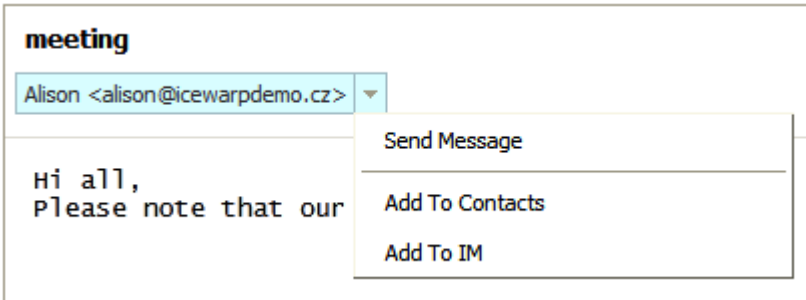 meeting
Alison <alison@icewarpdemo.cz>
Send Message
Hi all,
Please note that our
Add To Contacts
Add To IM